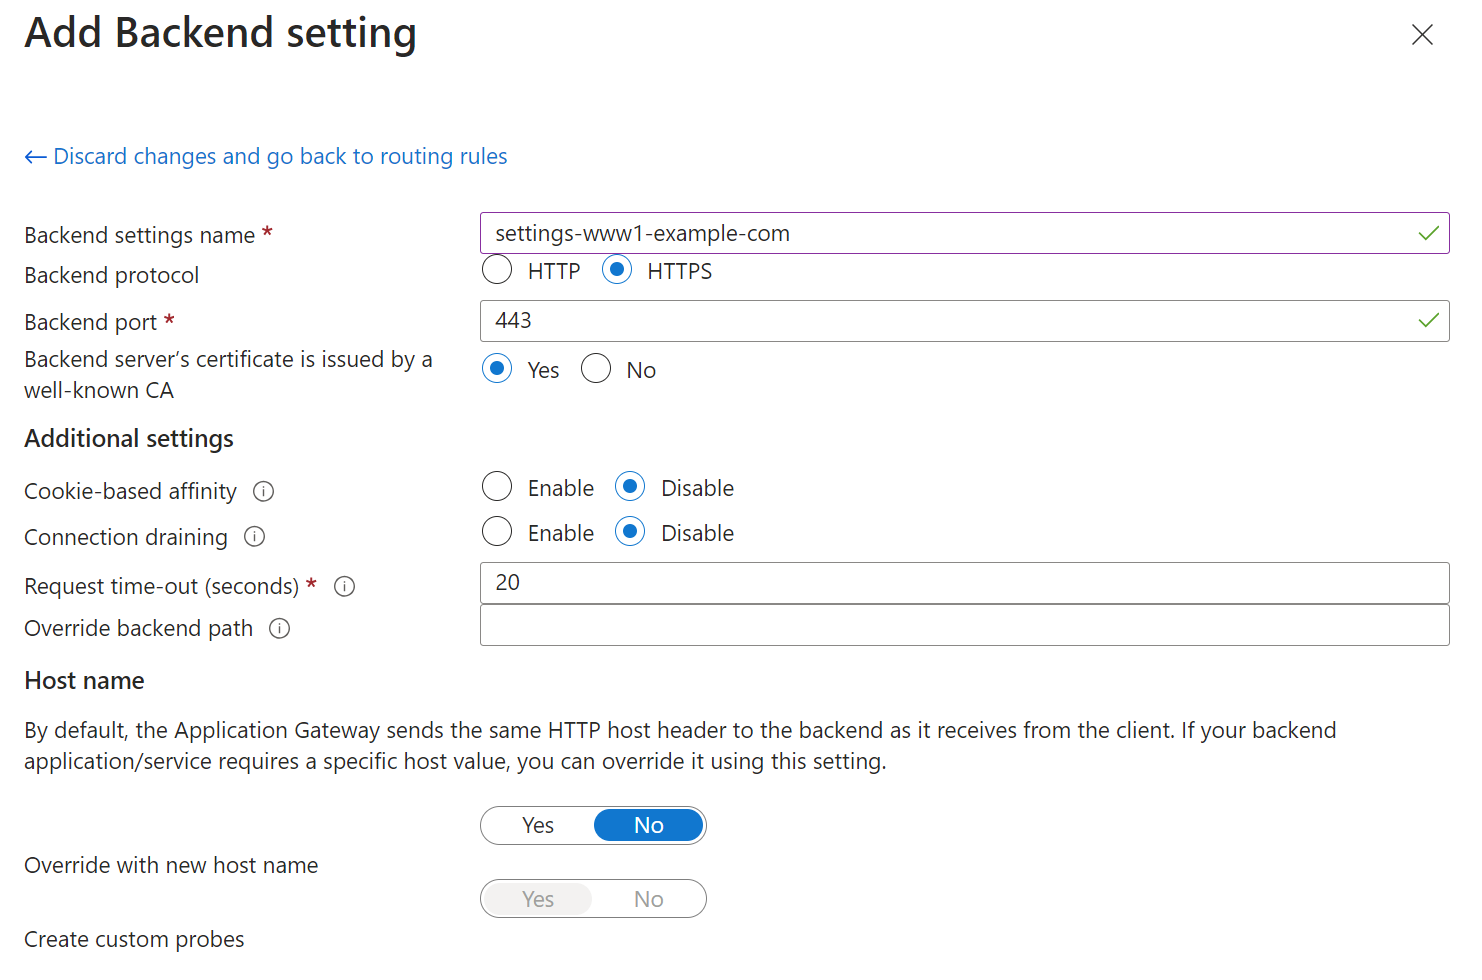 Add Backend setting
← Discard changes and go back to routing rules
Backend settings name *
settings-www1-example-com
Backend protocol
HTTP HTTPS
Backend port *
443
Backend server’s certificate is issued by a
well-known CA
Yes No
Additional settings
Cookie-based affinity
Enable Disable
Connection draining
Enable Disable
Request time-out (seconds) *
20
Override backend path
Host name
By default, the Application Gateway sends the same HTTP host header to the backend as it receives from the client. If your backend
application/service requires a specific host value, you can override it using this setting.
Yes No
Override with new host name
Yes No
Create custom probes